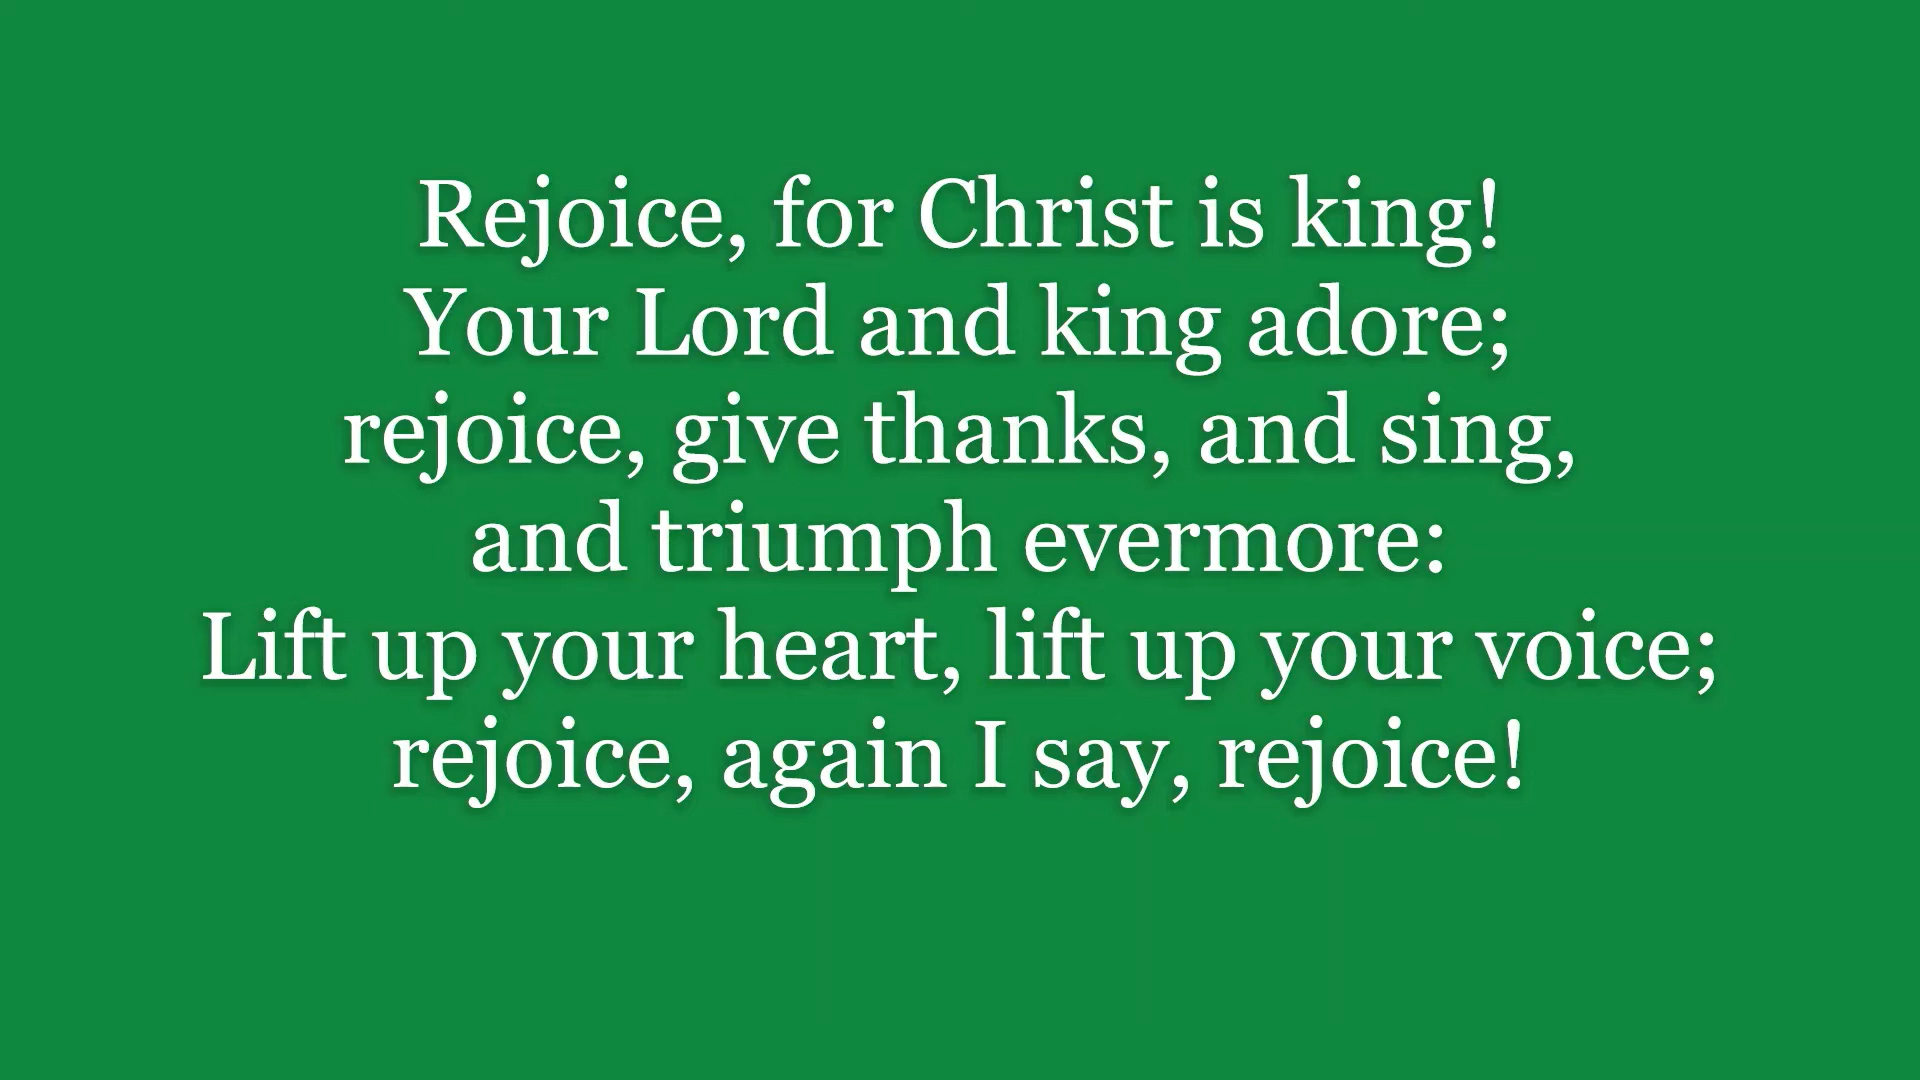 Rejoice, for Christ is king!
Your Lord and king adore;
rejoice, give thanks, and sing,
and triumph evermore:
Lift up your heart, lift up your voice;
rejoice, again I say, rejoice!